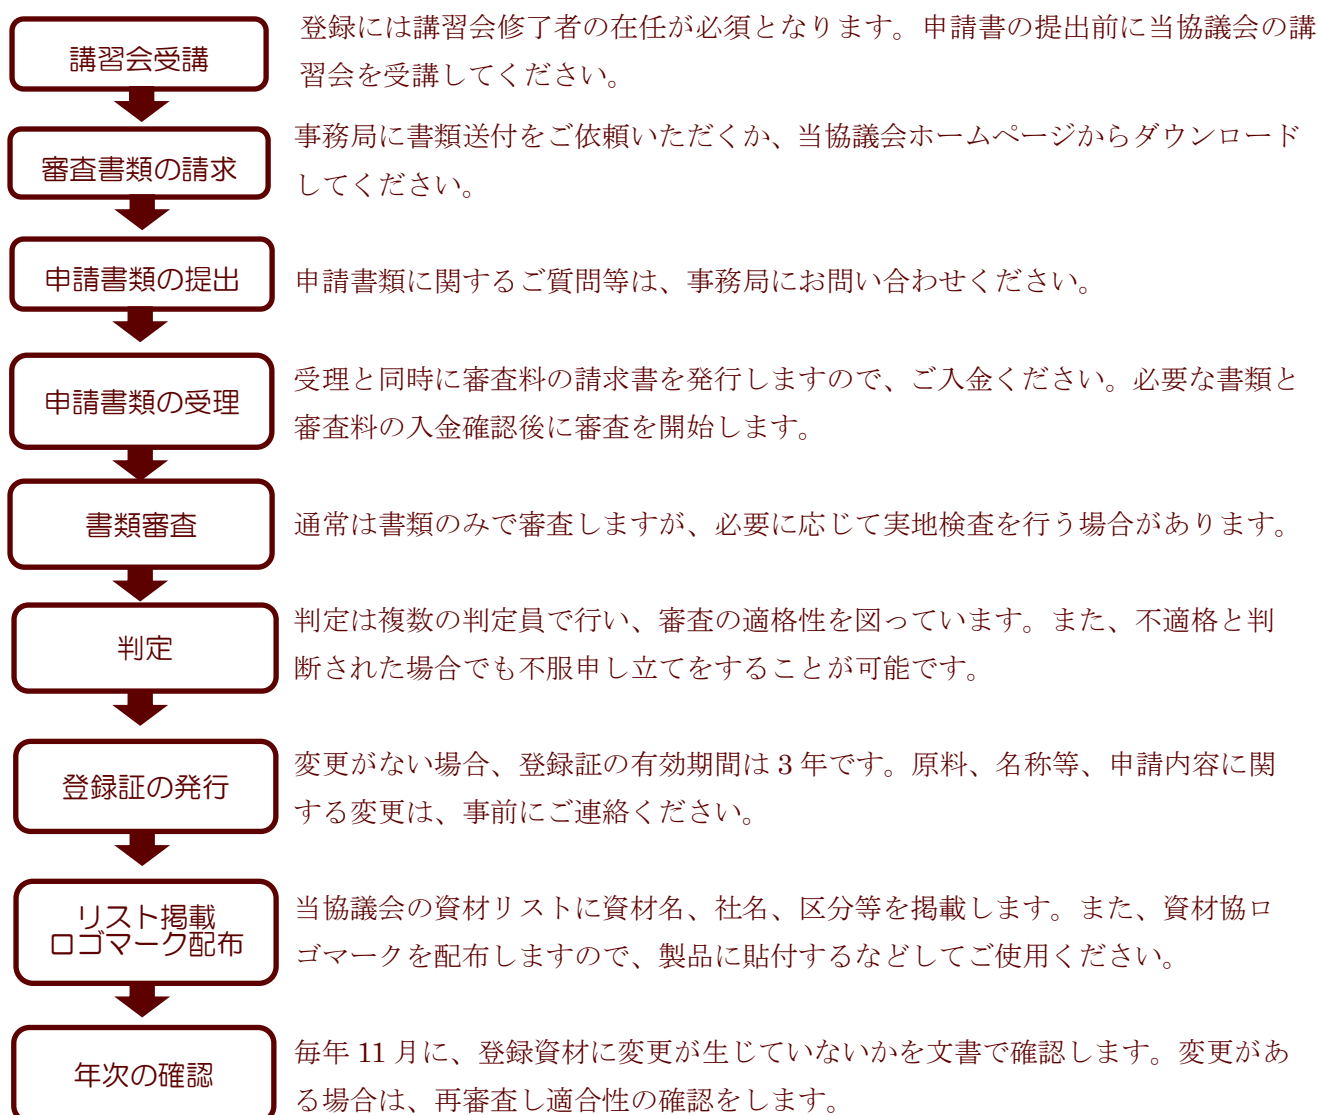 講習会受講
登録には講習会修了者の在任が必須となります。申請書の提出前に当協議会の講
習会を受講してください。
審査書類の請求
事務局に書類送付をご依頼いただくか、当協議会ホームページからダウンロード
してください。
申請書類の提出
申請書類に関するご質問等は、事務局にお問い合わせください。
申請書類の受理
受理と同時に審査料の請求書を発行しますので、ご入金ください。必要な書類と
審査料の入金確認後に審査を開始します。
書類審査
通常は書類のみで審査しますが、必要に応じて実地検査を行う場合があります。
判定
判定は複数の判定員で行い、審査の適格性を図っています。また、不適格と判
断された場合でも不服申し立てをすることが可能です。
登録証の発行
変更がない場合、登録証の有効期間は 3 年です。原料、名称等、申請内容に関
する変更は、事前にご連絡ください。
リスト掲載
ロゴマーク配布
当協議会の資材リストに資材名、社名、区分等を掲載します。また、資材協ロ
ゴマークを配布しますので、製品に貼付するなどしてご使用ください。
年次の確認
毎年 11 月に、登録資材に変更が生じていないかを文書で確認します。変更があ
る場合は、再審査し適合性の確認をします。